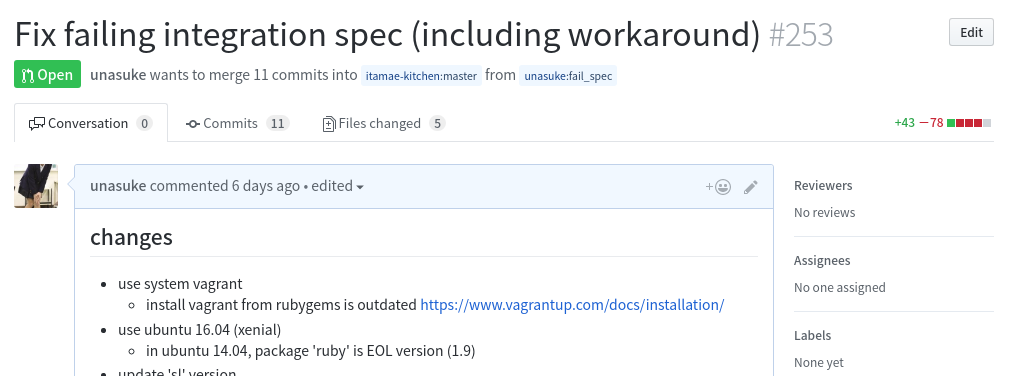 Fix failing integration spec (including workaround) #253
Edit
Open unasuke wants to merge 11 commits into itamae-kitchen:master from unasuke:fail_spec
Conversation 0 Commits 11 Files changed 5 +43 −78
unasuke commented 6 days ago • edited
changes
• use system vagrant
◦ install vagrant from rubygems is outdated https://www.vagrantup.com/docs/installation/
• use ubuntu 16.04 (xenial)
◦ in ubuntu 14.04, package 'ruby' is EOL version (1.9)
• update 'sl' version
Reviewers
No reviews
Assignees
No one assigned
Labels
None yet